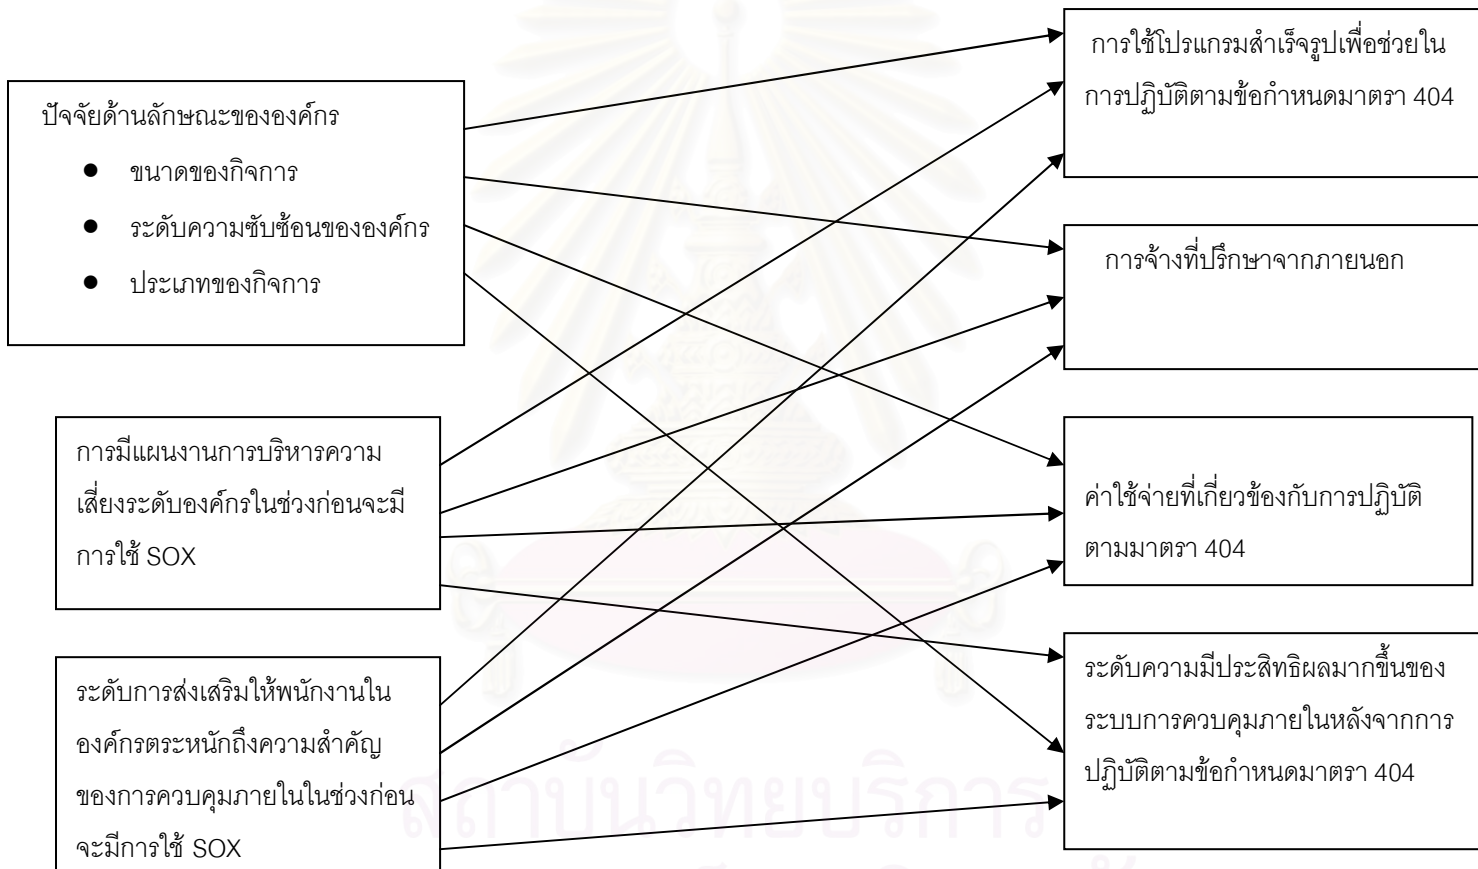 ปัจจัยด้านลักษณะขององค์กร
● ขนาดของกิจการ
● ระดับความซับซ้อนขององค์กร
● ประเภทของกิจการ
การมีแผนงานการบริหารความ
เสี่ยงระดับองค์กรในช่วงก่อนจะมี
การใช้ SOX
ระดับการส่งเสริมให้พนักงานใน
องค์กรตระหนักถึงความสำคัญ
ของการควบคุมภายในในช่วงก่อน
จะมีการใช้ SOX
การใช้โปรแกรมสำเร็จรูปเพื่อช่วยใน
การปฏิบัติตามข้อกำหนดมาตรา 404
การจ้างที่ปรึกษาจากภายนอก
ค่าใช้จ่ายที่เกี่ยวข้องกับการปฏิบัติ
ตามมาตรา 404
ระดับความมีประสิทธิผลมากขึ้นของ
ระบบการควบคุมภายในหลังจากการ
ปฏิบัติตามข้อกำหนดมาตรา 404
สถาบันวิทยบริการ